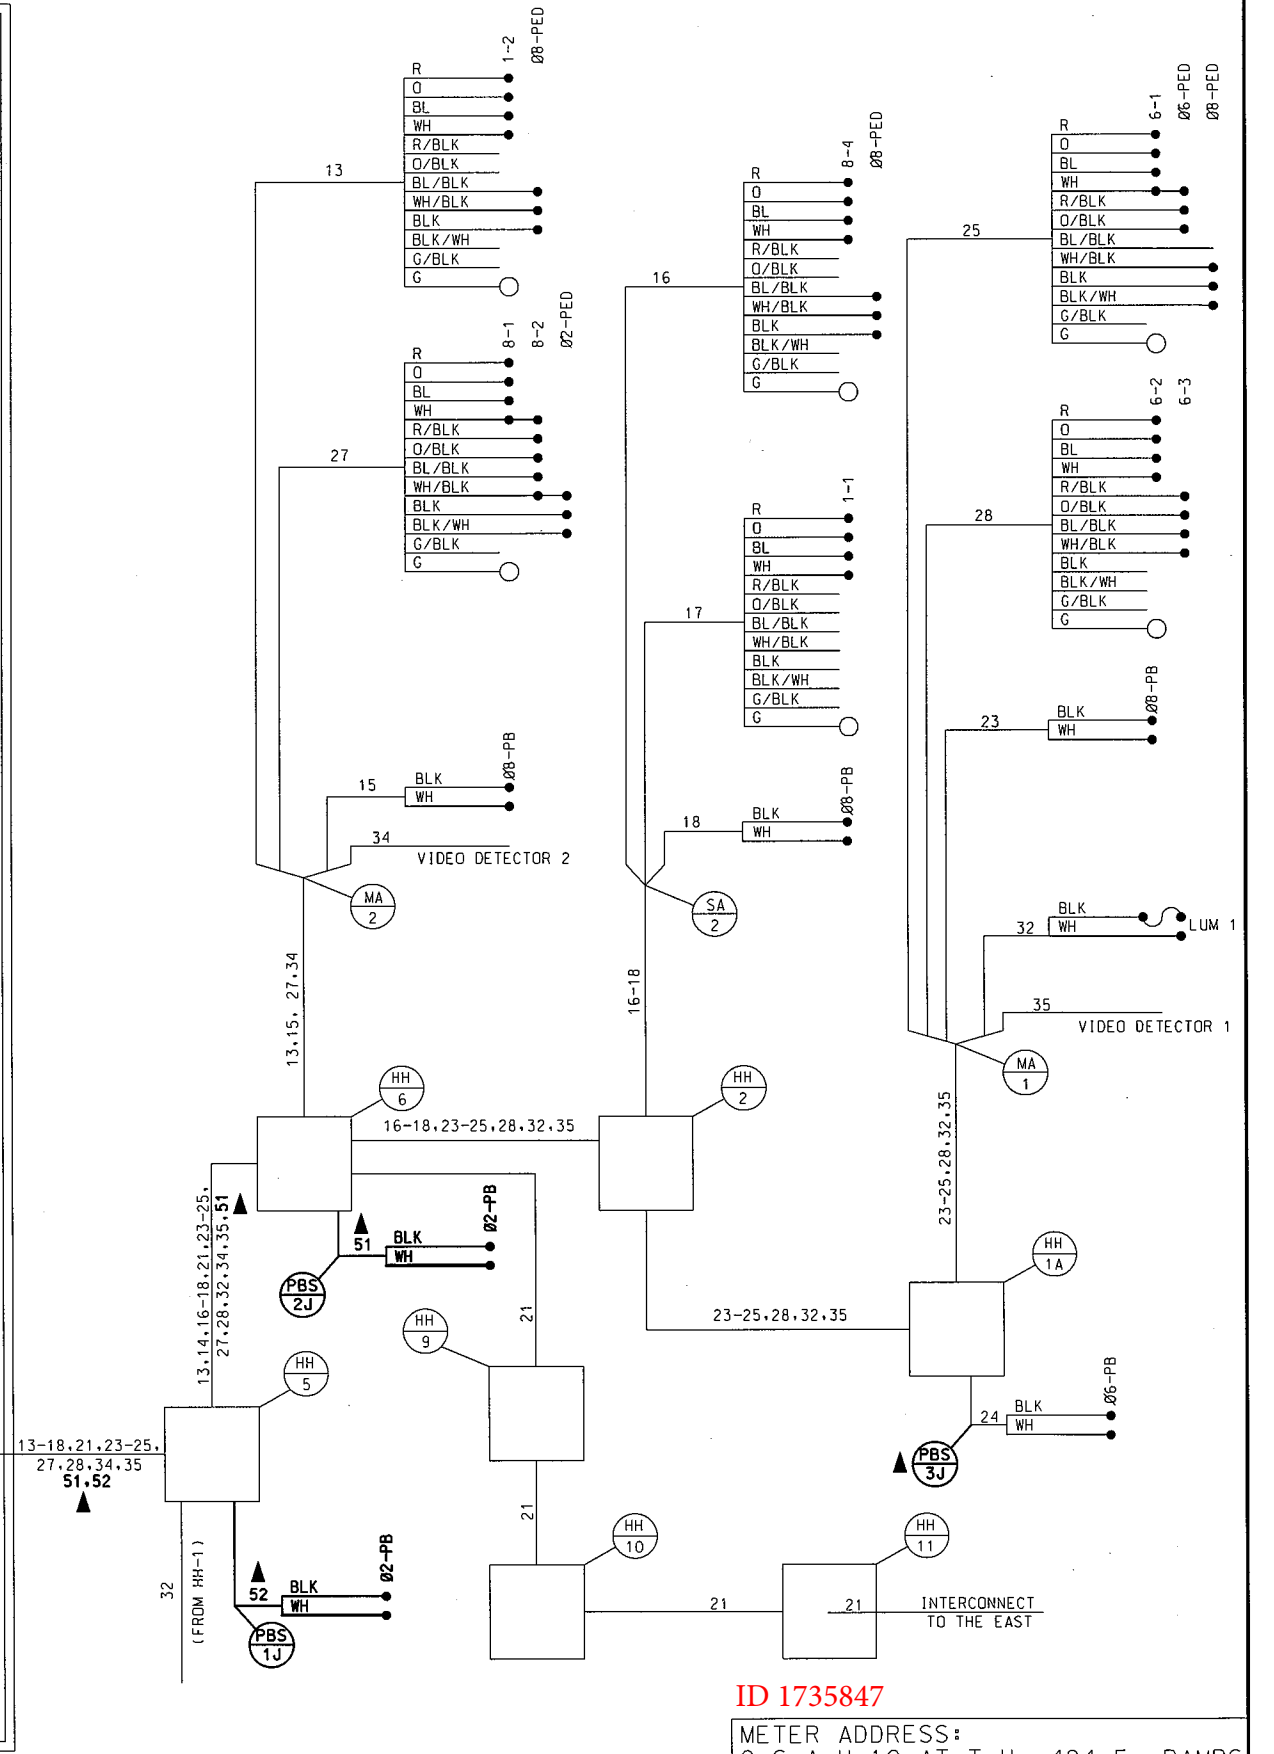 1-2
Ø8-PED
R
O
BL
WH
R/BLK
O/BLK
BL/BLK
WH/BLK
BLK
BLK/WH
G/BLK
G
13
8-1
8-2
Ø2-PED
R
O
BL
WH
R/BLK
O/BLK
BL/BLK
WH/BLK
BLK
BLK/WH
G/BLK
G
27
Ø8-PB
15
BLK
WH
34
VIDEO DETECTOR 2
MA
2
13,15, 27,34
8-4
Ø8-PED
R
O
BL
WH
R/BLK
O/BLK
BL/BLK
WH/BLK
BLK
BLK/WH
G/BLK
G
16
1-1
R
O
BL
WH
R/BLK
O/BLK
BL/BLK
WH/BLK
BLK
BLK/WH
G/BLK
G
17
Ø8-PB
18
BLK
WH
SA
2
16-18
6-1
Ø6-PED
Ø8-PED
R
O
BL
WH
R/BLK
O/BLK
BL/BLK
WH/BLK
BLK
BLK/WH
G/BLK
G
25
6-2
6-3
R
O
BL
WH
R/BLK
O/BLK
BL/BLK
WH/BLK
BLK
BLK/WH
G/BLK
G
28
Ø8-PB
23
BLK
WH
32
BLK
WH
LUM 1
35
VIDEO DETECTOR 1
MA
1
23-25,28,32,35
HH
6
16-18,23-25,28,32,35
HH
2
13,14,16-18,21,23-25,
27,28,32,34,35,51
51
BLK
WH
Ø2-PB
PBS
2J
23-25,28,32,35
HH
1A
21
HH
9
HH
5
24
BLK
WH
Ø6-PB
PBS
3J
13-18,21,23-25,
27,28,34,35
51,52
32
(FROM HH-1)
52
BLK
WH
Ø2-PB
PBS
1J
21
HH
10
21
HH
11
21
INTERCONNECT
TO THE EAST
ID 1735847
METER ADDRESS: